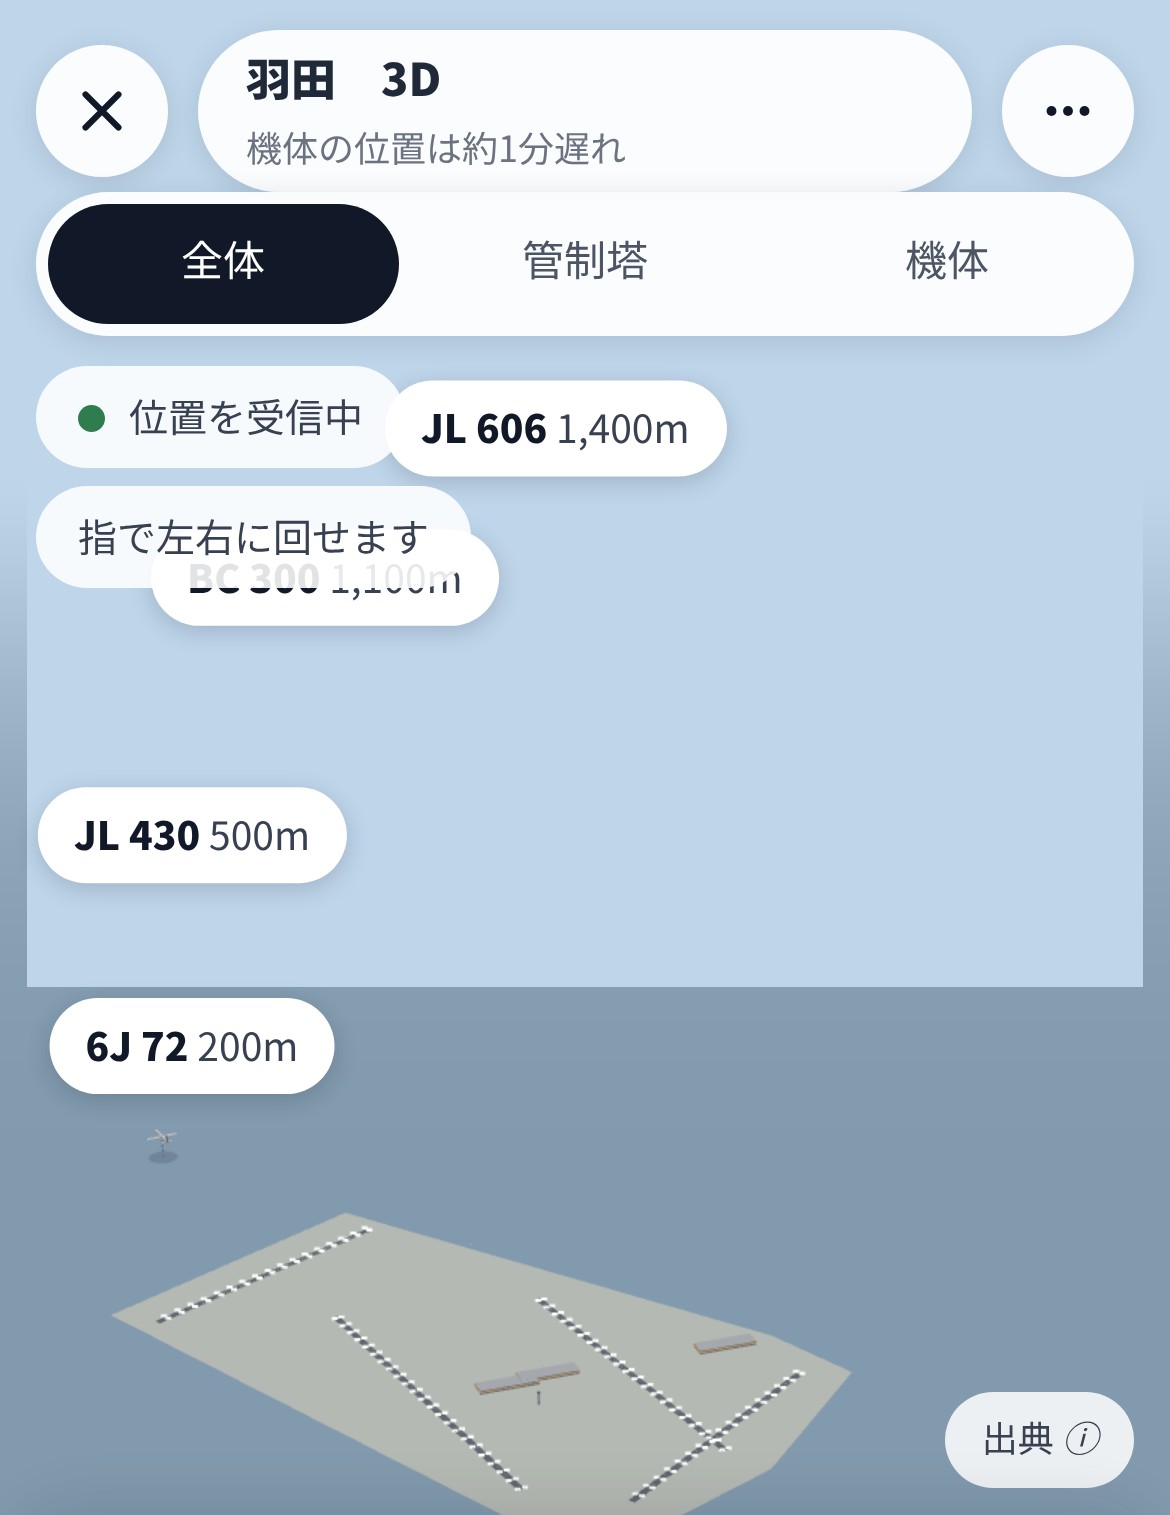 羽田　3D
機体の位置は約1分遅れ
全体
管制塔
機体
位置を受信中
JL 606 1,400m
指で左右に回せます
BC 300 1,100m
JL 430 500m
6J 72 200m
出典 ⓘ